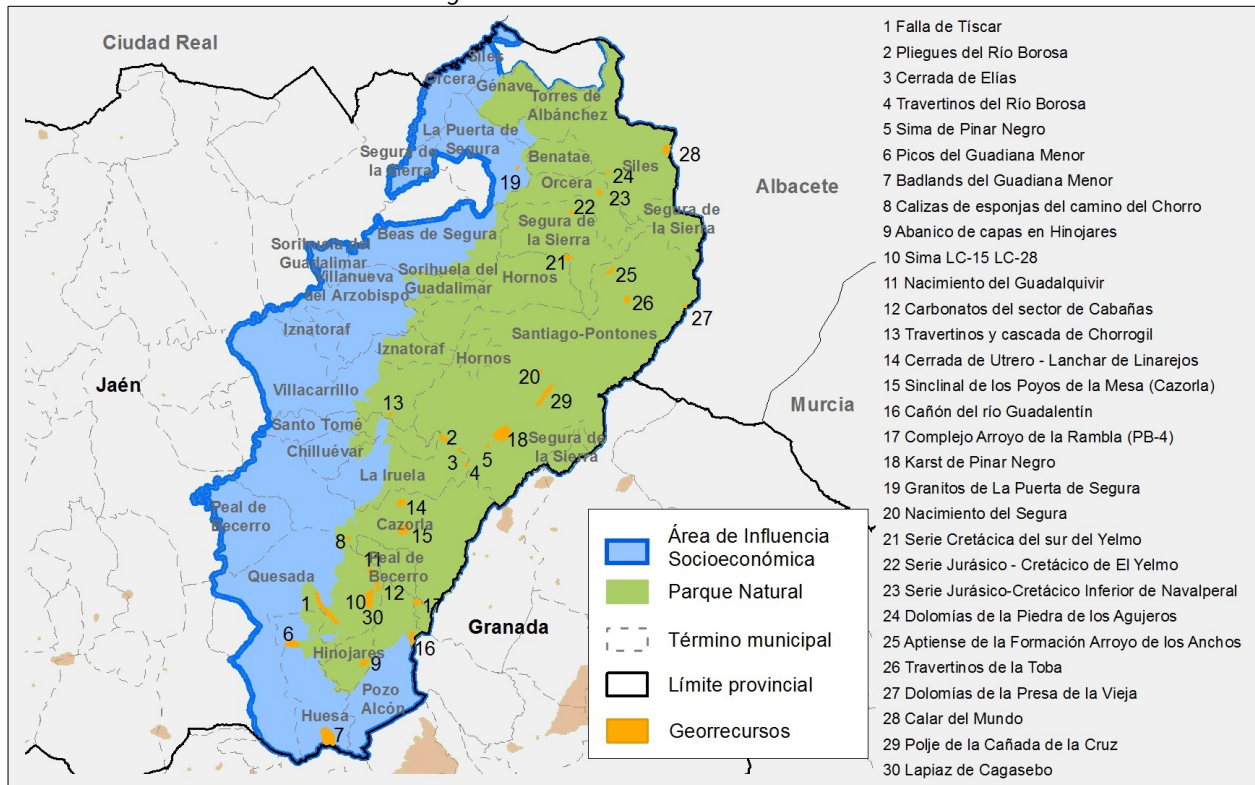 Ciudad Real
Siles
Orcera
Génave
Torres de
Albánchez
La Puerta de
Segura
Segura de
la Sierra
Benatae
Siles
28
24
19
Orcera
23
Albacete
22
Segura de
la Sierra
Segura de
la Sierra
Beas de Segura
Sorihuela del
Guadalimar
Villanueva
del Arzobispo
Sorihuela del
Guadalimar
Hornos
21
25
26
27
Iznatoraf
Santiago-Pontones
Iznatoraf
Hornos
Jaén
Villacarrillo
20
29
Murcia
13
Santo Tomé
Chilluévar
2
18
Segura de
la Sierra
3
5
4
La Iruela
Peal de
Becerro
14
Cazorla
15
8
11
Peal de
Becerro
Quesada
1
10
12
30
17
Granada
6
16
Hinojares
9
Pozo
Alcón
Huesa
7
Área de Influencia
Socioeconómica
Parque Natural
Término municipal
Límite provincial
Georrecursos
1 Falla de Tíscar
2 Pliegues del Río Borosa
3 Cerrada de Elías
4 Travertinos del Río Borosa
5 Sima de Pinar Negro
6 Picos del Guadiana Menor
7 Badlands del Guadiana Menor
8 Calizas de esponjas del camino del Chorro
9 Abanico de capas en Hinojares
10 Sima LC-15 LC-28
11 Nacimiento del Guadalquivir
12 Carbonatos del sector de Cabañas
13 Travertinos y cascada de Chorrogil
14 Cerrada de Utrero - Lanchar de Linarejos
15 Sinclinal de los Poyos de la Mesa (Cazorla)
16 Cañón del río Guadalentín
17 Complejo Arroyo de la Rambla (PB-4)
18 Karst de Pinar Negro
19 Granitos de La Puerta de Segura
20 Nacimiento del Segura
21 Serie Cretácica del sur del Yelmo
22 Serie Jurásico - Cretácico de El Yelmo
23 Serie Jurásico-Cretácico Inferior de Navalperal
24 Dolomías de la Piedra de los Agujeros
25 Aptiense de la Formación Arroyo de los Anchos
26 Travertinos de la Toba
27 Dolomías de la Presa de la Vieja
28 Calar del Mundo
29 Polje de la Cañada de la Cruz
30 Lapiaz de Cagasebo